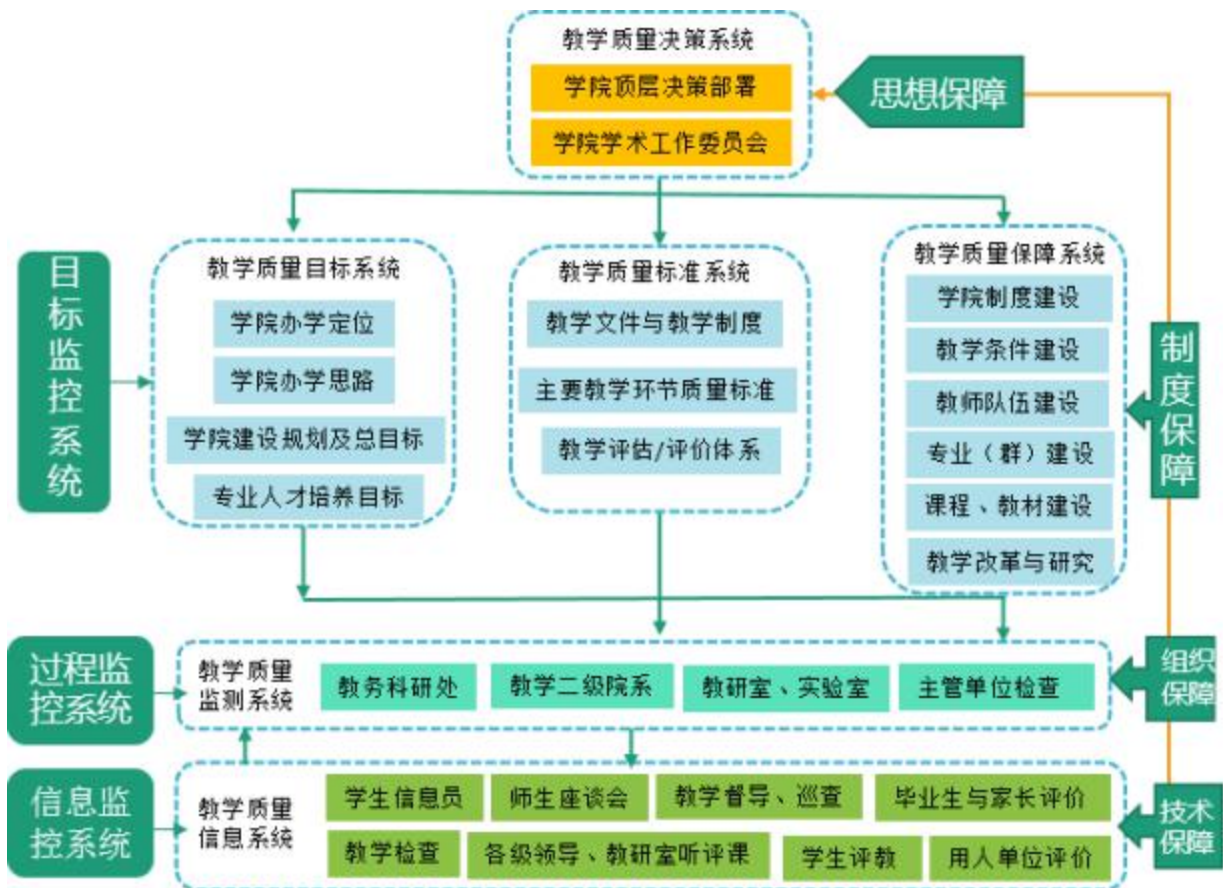 教学质量决策系统
学院顶层决策部署
学院学术工作委员会
思想保障
目标监控系统
教学质量目标系统
学院办学定位
学院办学思路
学院建设规划及总目标
专业人才培养目标
教学质量标准系统
教学文件与教学制度
主要教学环节质量标准
教学评估/评价体系
教学质量保障系统
学院制度建设
教学条件建设
教师队伍建设
专业（群）建设
课程、教材建设
教学改革与研究
制度保障
过程监
控系统
教学质量
监测系统
教务科研处
教学二级院系
教研室、实验室
主管单位检查
组织
保障
信息监
控系统
教学质量
信息系统
学生信息员
师生座谈会
教学督导、巡查
毕业生与家长评价
教学检查
各级领导、教研室听评课
学生评教
用人单位评价
技术
保障